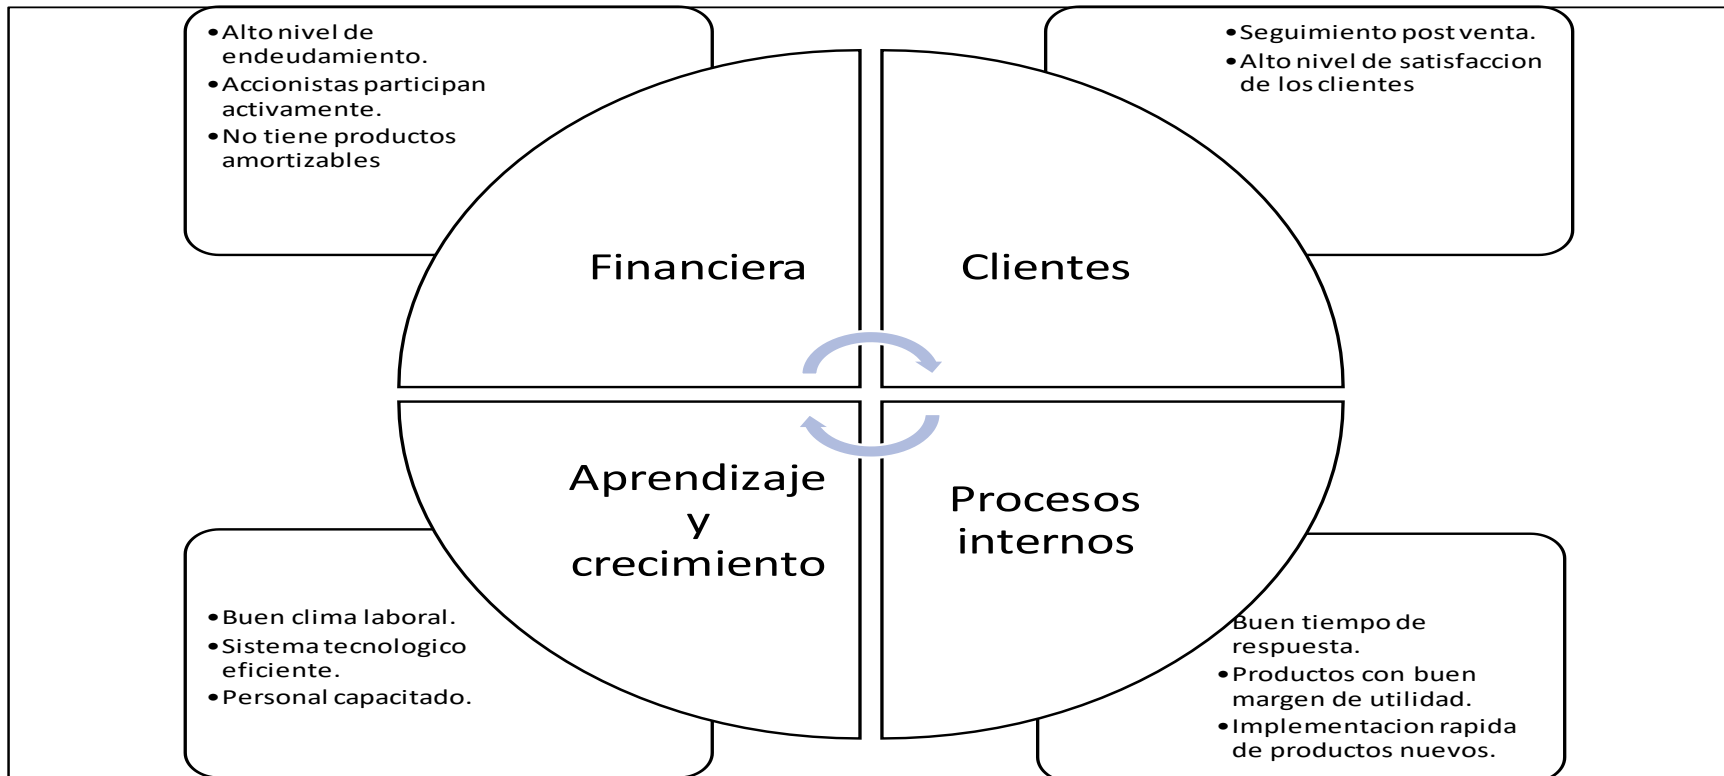 •Alto nivel de
endeudamiento.
•Accionistas participan
activamente.
•No tiene productos
amortizables
•Seguimiento post venta.
•Alto nivel de satisfaccion
de los clientes
Financiera
Clientes
Aprendizaje
y
crecimiento
Procesos
internos
•Buen clima laboral.
•Sistema tecnologico
eficiente.
•Personal capacitado.
Buen tiempo de
respuesta.
•Productos con buen
margen de utilidad.
•Implementacion rapida
de productos nuevos.